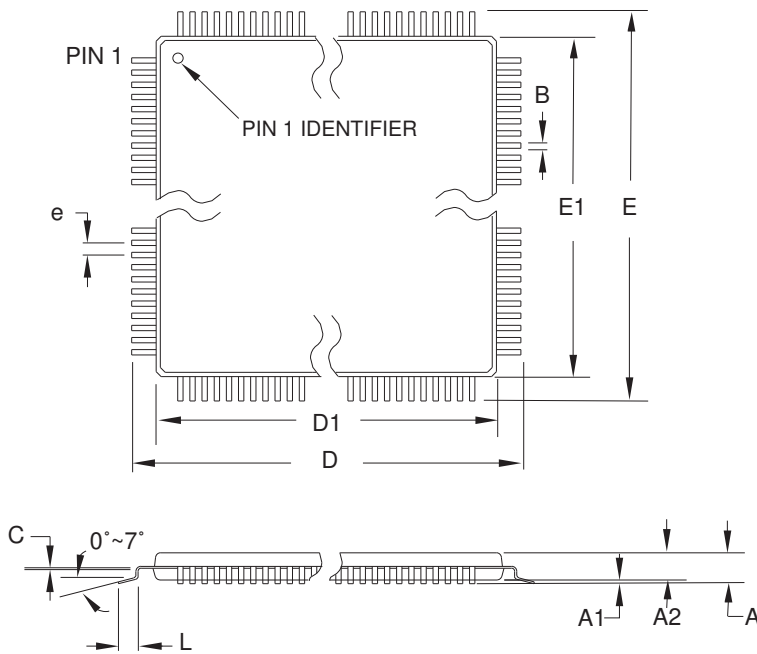 PIN 1
PIN 1 IDENTIFIER
B
e
E1
E
D1
D
C
0°~7°
L
A1
A2
A